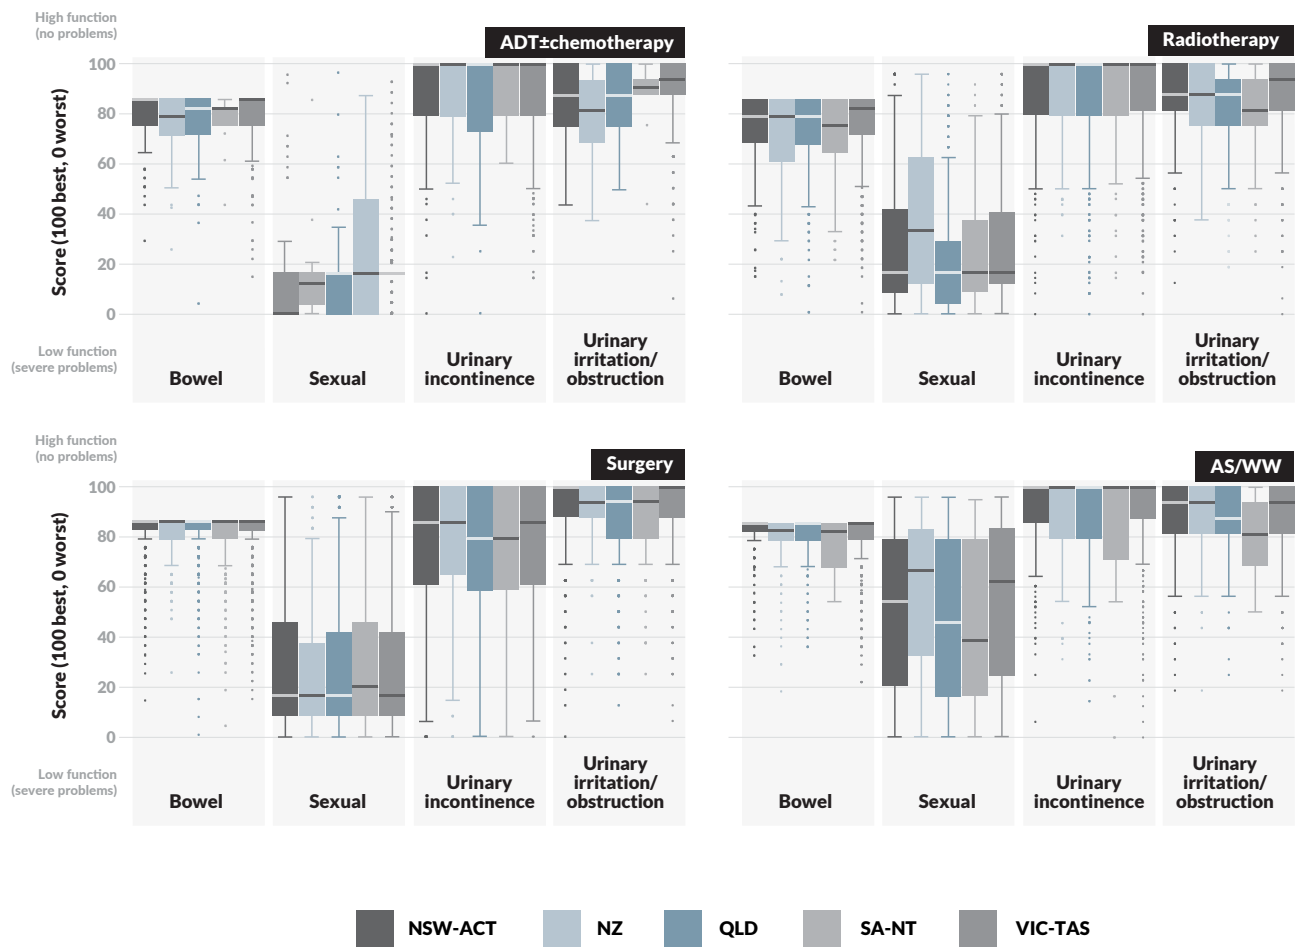 High function
(no problems)
ADT±chemotherapy
Radiotherapy
Score (100 best, 0 worst)
100
80
60
40
20
0
Low function
(severe problems)
Bowel
Sexual
Urinary
incontinence
Urinary
irritation/
obstruction
Bowel
Sexual
Urinary
incontinence
Urinary
irritation/
obstruction
High function
(no problems)
Surgery
AS/WW
Score (100 best, 0 worst)
100
80
60
40
20
0
Low function
(severe problems)
Bowel
Sexual
Urinary
incontinence
Urinary
irritation/
obstruction
Bowel
Sexual
Urinary
incontinence
Urinary
irritation/
obstruction
NSW-ACT
NZ
QLD
SA-NT
VIC-TAS